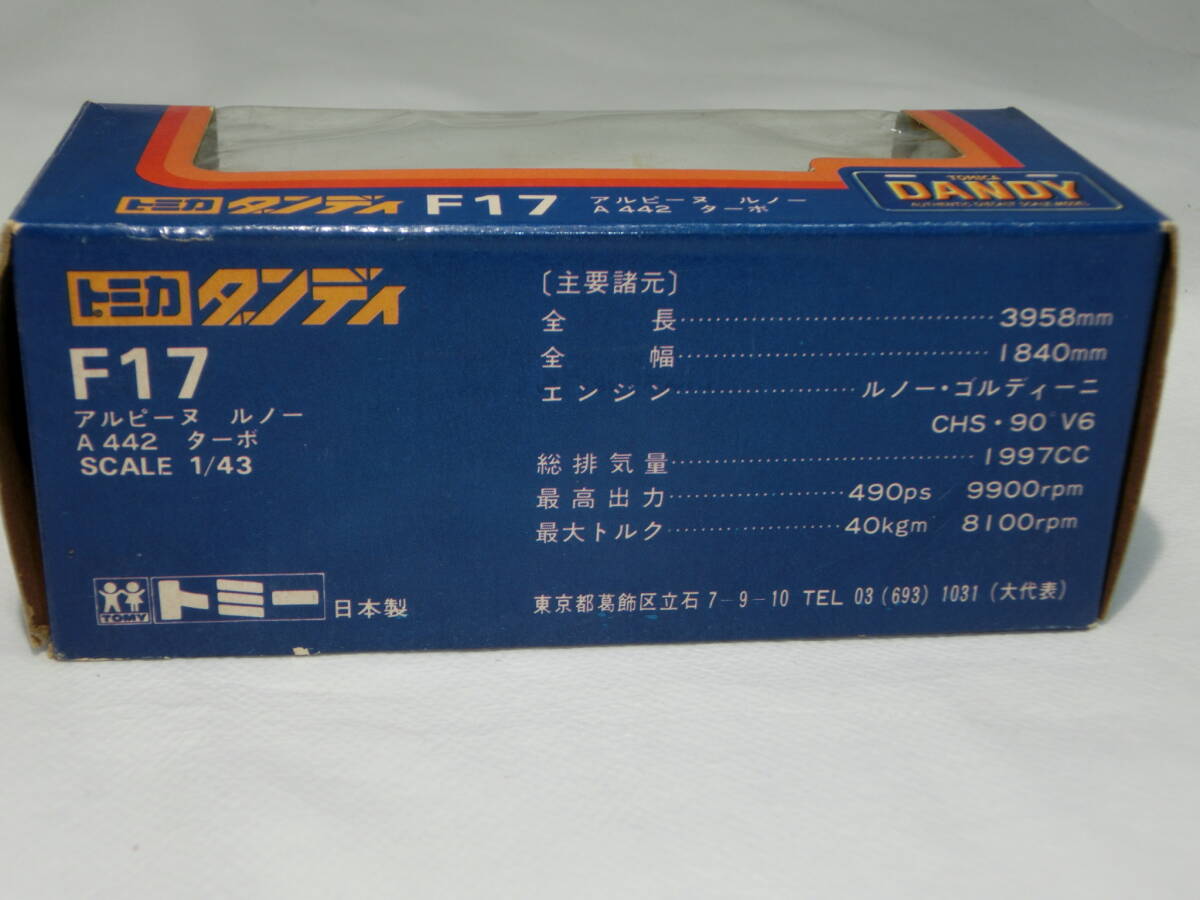 トミカ ダンディ F17 アルピーヌ ルノー
A 442 ターボ
TOMICA
DANDY
トミカ ダンディ
F17
アルピーヌ ルノー
A 442 ターボ
SCALE 1/43
TOMY トミー 日本製
〔主要諸元〕
全長 3958mm
全幅 1840mm
エンジン ルノー・ゴルディーニ
CHS・90°V6
総排気量 1997CC
最高出力 490ps / 9900rpm
最大トルク 40kgm 8100rpm
東京都葛飾区立石7-9-10 TEL 03(693)1031(大代表)